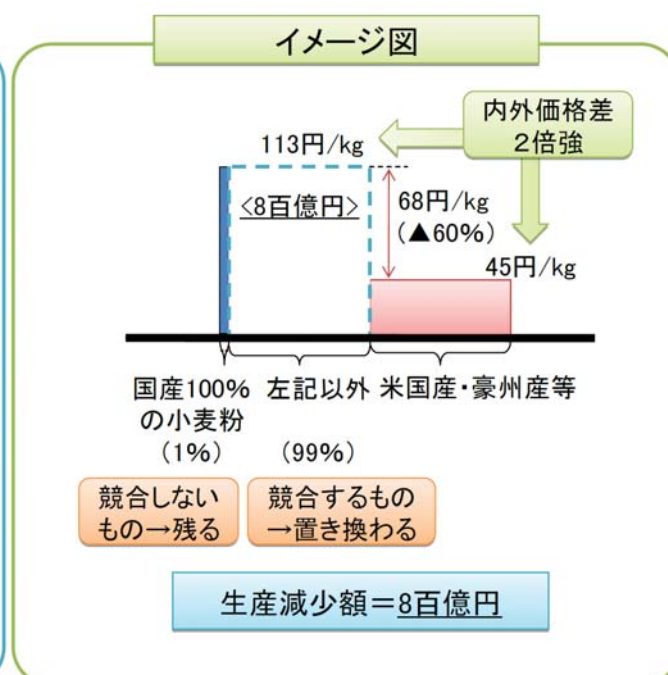 イメージ図
内外価格差
2倍強
113円/kg
<8百億円>
68円/kg
(▲60%)
45円/kg
国産100%
の小麦粉
(1%)
左記以外
(99%)
米国産・豪州産等
競合しない
もの→残る
競合するもの
→置き換わる
生産減少額=8百億円